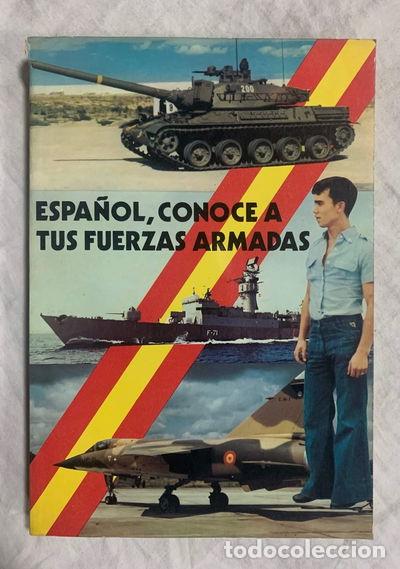 200
ESPAÑOL, CONOCE A
TUS FUERZAS ARMADAS
F-71
todocoleccion